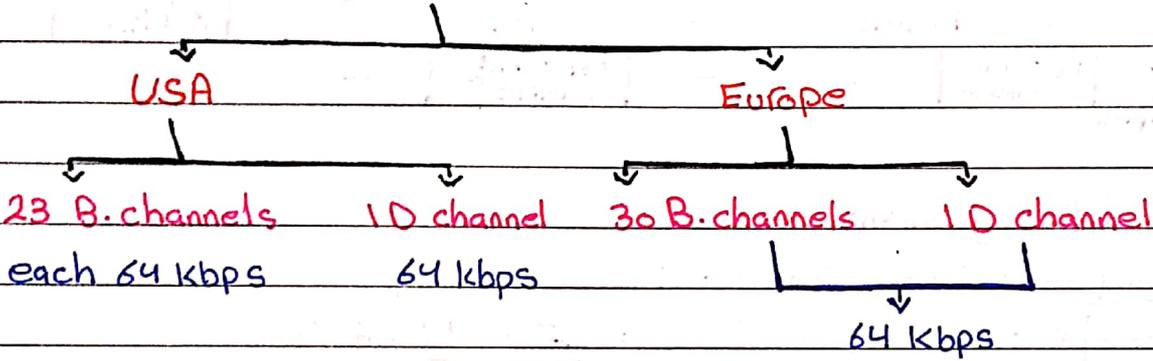 USA Europe
23 B.channels 1 D channel 30 B.channels 1 D channel
each 64 Kbps 64 kbps
64 Kbps